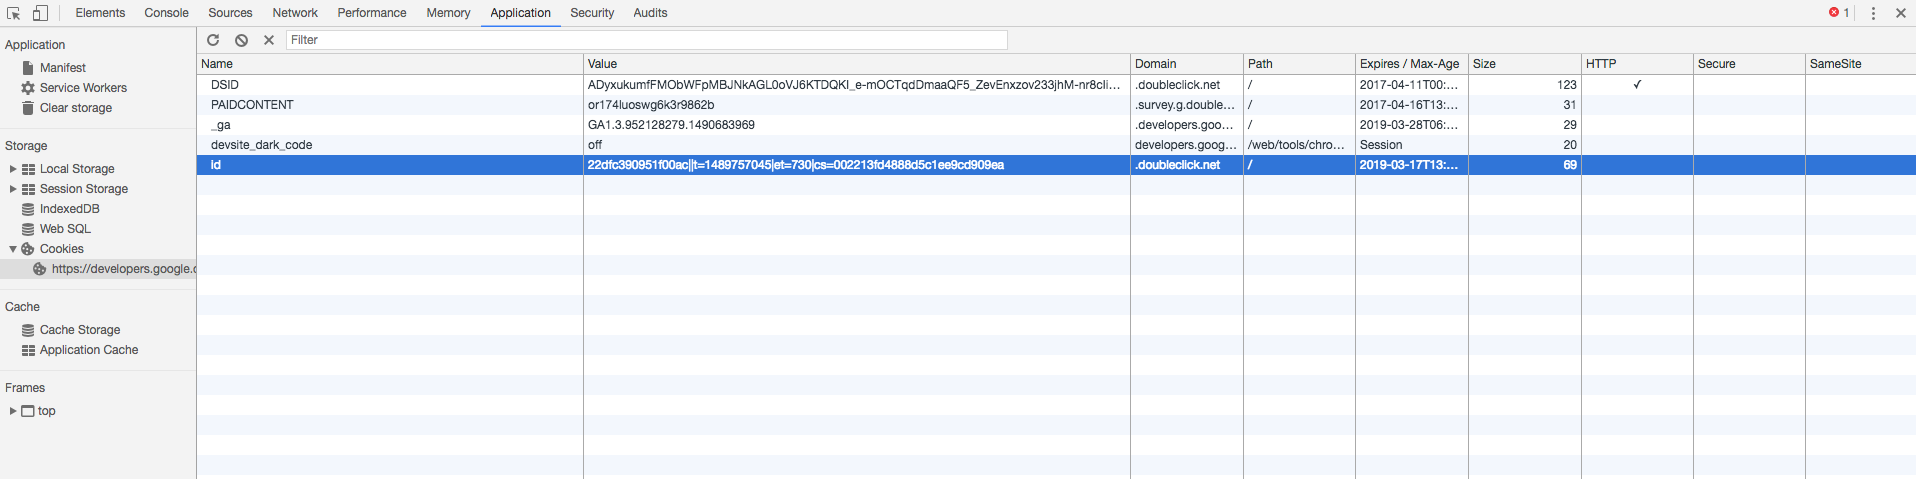 Elements Console Sources Network Performance Memory Application Security Audits 1
Application
Manifest
Service Workers
Clear storage
Storage
Local Storage
Session Storage
IndexedDB
Web SQL
Cookies
https://developers.google.c
Cache
Cache Storage
Application Cache
Frames
top
Filter
Name Value Domain Path Expires / Max-Age Size HTTP Secure SameSite
DSID ADyxukumfFMObWFpMBJNkAGL0oVJ6KTDQKI_e-mOCTqdDmaaQF5_ZevEnxzov233jhM-nr8cli... .doubleclick.net / 2017-04-11T00:... 123 ✓
PAIDCONTENT or174luoswg6k3r9862b .survey.g.double... / 2017-04-16T13:... 31
_ga GA1.3.952128279.1490683969 .developers.goo... / 2019-03-28T06:... 29
devsite_dark_code off developers.goog... /web/tools/chro... Session 20
id 22dfc390951f00ac||t=1489757045|et=730|cs=002213fd4888d5c1ee9cd909ea .doubleclick.net / 2019-03-17T13:... 69